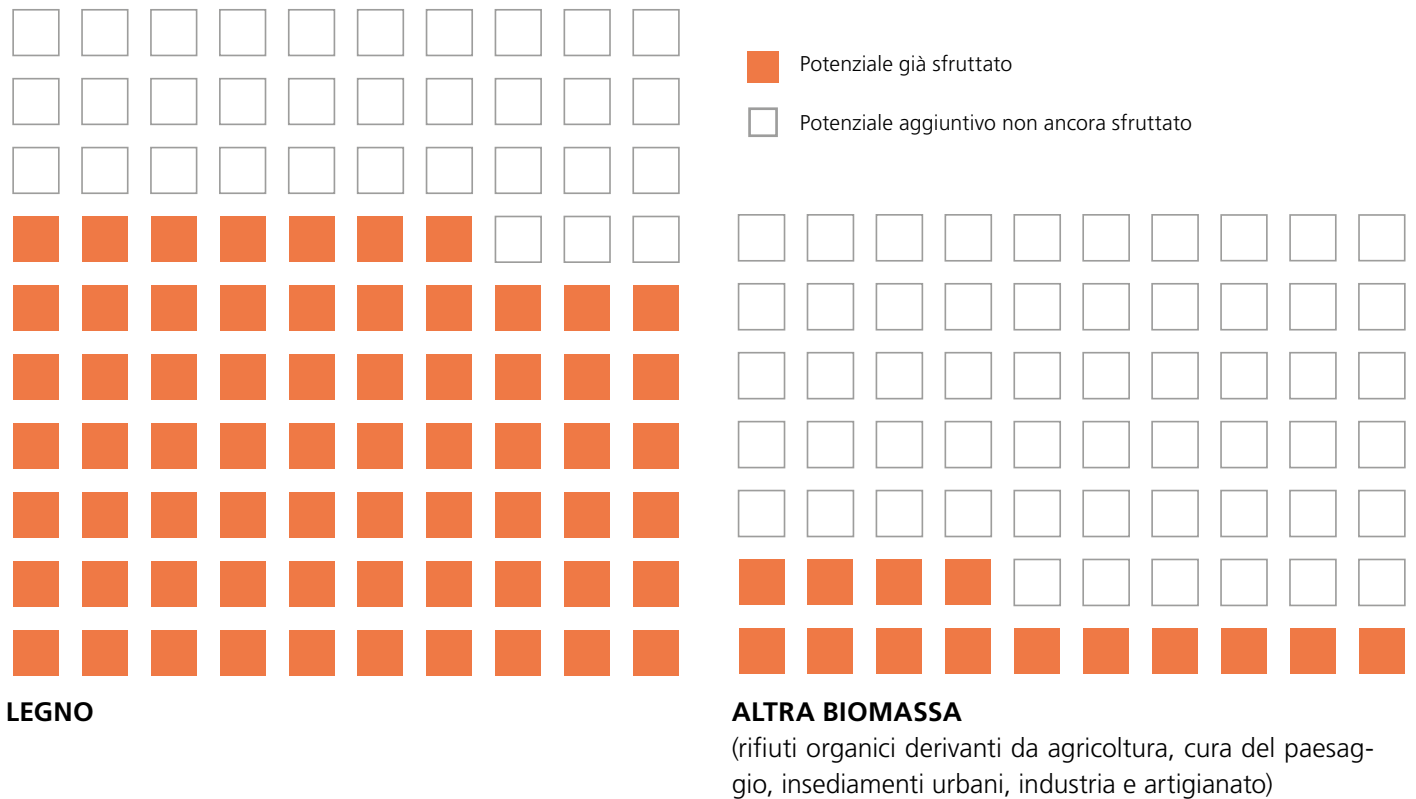 Potenziale già sfruttato
Potenziale aggiuntivo non ancora sfruttato
LEGNO
ALTRA BIOMASSA
(rifiuti organici derivanti da agricoltura, cura del paesag-
gio, insediamenti urbani, industria e artigianato)